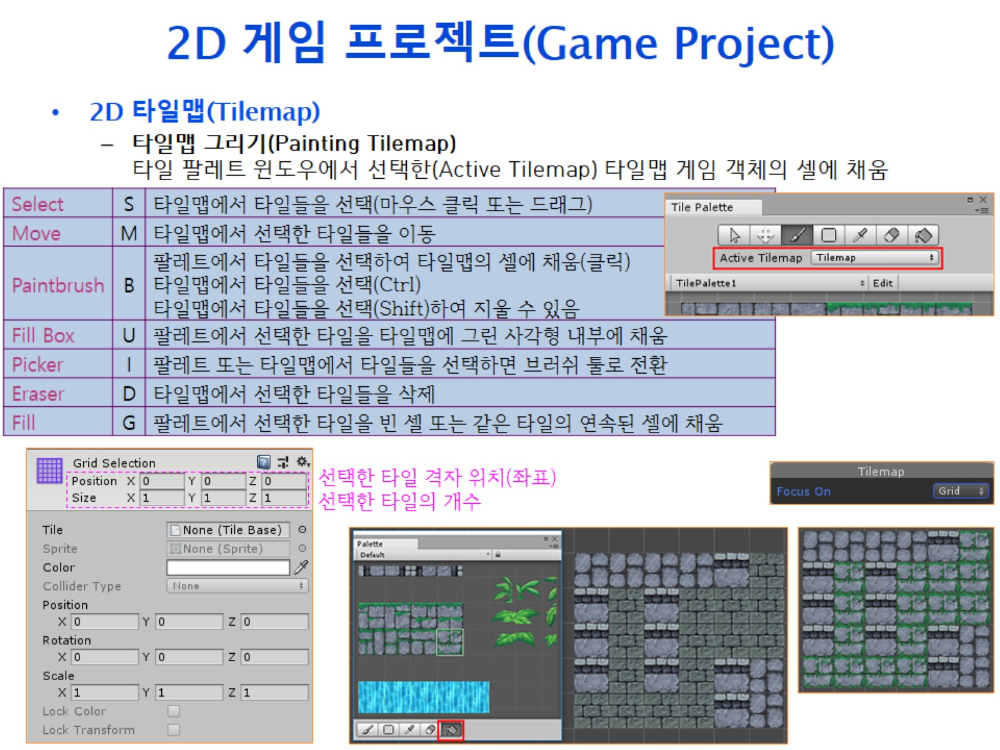 2D 게임 프로젝트(Game Project)
• 2D 타일맵(Tilemap)
– 타일맵 그리기(Painting Tilemap)
타일 팔레트 윈도우에서 선택한(Active Tilemap) 타일맵 게임 객체의 셀에 채움
Select S 타일맵에서 타일들을 선택(마우스 클릭 또는 드래그)
Move M 타일맵에서 선택한 타일들을 이동
Paintbrush B 팔레트에서 타일들을 선택하여 타일맵의 셀에 채움(클릭)
타일맵에서 타일들을 선택(Ctrl)
타일맵에서 타일들을 선택(Shift)하여 지울 수 있음
Fill Box U 팔레트에서 선택한 타일을 타일맵에 그린 사각형 내부에 채움
Picker I 팔레트 또는 타일맵에서 타일들을 선택하면 브러쉬 툴로 전환
Eraser D 타일맵에서 선택한 타일들을 삭제
Fill G 팔레트에서 선택한 타일을 빈 셀 또는 같은 타일의 연속된 셀에 채움
Tile Palette
Active Tilemap Tilemap
TilePalette1 Edit
Grid Selection
Position X 0 Y 0 Z 0
Size X 1 Y 1 Z 1
선택한 타일 격자 위치(좌표)
선택한 타일의 개수
Tile None (Tile Base)
Sprite None (Sprite)
Color
Collider Type None
Position
X 0 Y 0 Z 0
Rotation
X 0 Y 0 Z 0
Scale
X 1 Y 1 Z 1
Lock Color
Lock Transform
Palette
Default
Tilemap
Focus On Grid